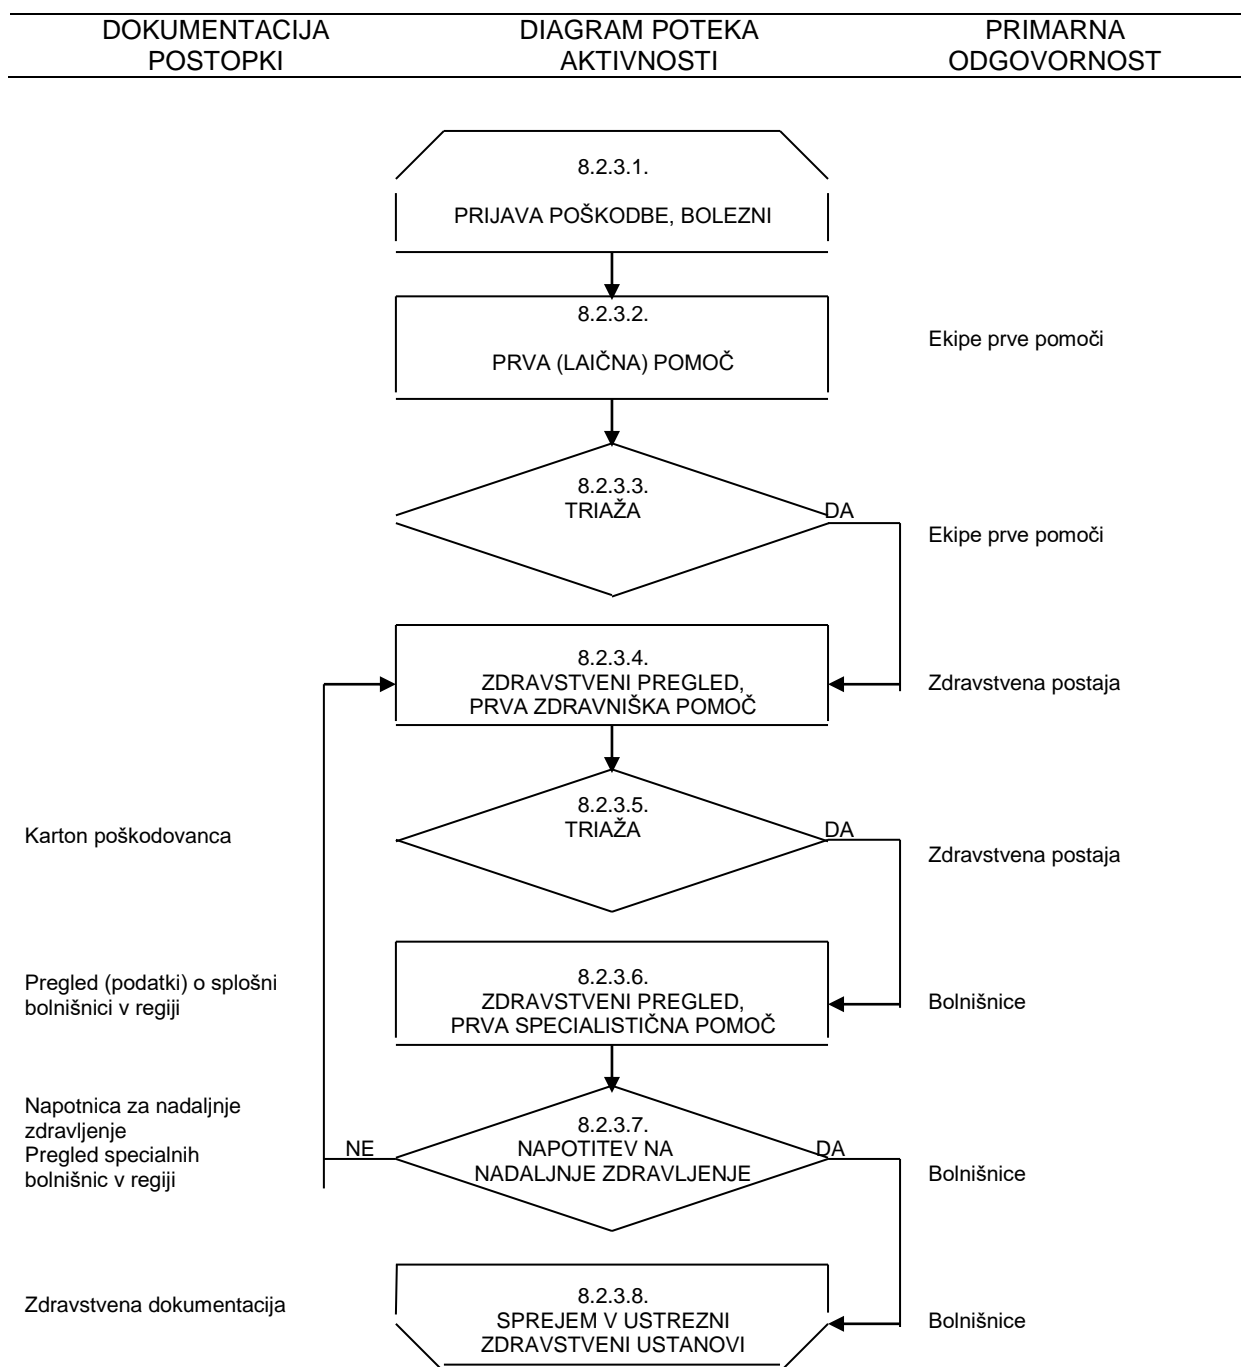 DOKUMENTACIJA
POSTOPKI
DIAGRAM POTEKA
AKTIVNOSTI
PRIMARNA
ODGOVORNOST
8.2.3.1.
PRIJAVA POŠKODBE, BOLEZNI
8.2.3.2.
PRVA (LAIČNA) POMOČ
Ekipe prve pomoči
8.2.3.3.
TRIAŽA
DA
Ekipe prve pomoči
8.2.3.4.
ZDRAVSTVENI PREGLED,
PRVA ZDRAVNIŠKA POMOČ
Zdravstvena postaja
Karton poškodovanca
8.2.3.5.
TRIAŽA
DA
Zdravstvena postaja
Pregled (podatki) o splošni
bolnišnici v regiji
8.2.3.6.
ZDRAVSTVENI PREGLED,
PRVA SPECIALISTIČNA POMOČ
Bolnišnice
Napotnica za nadaljnje
zdravljenje
Pregled specialnih
bolnišnic v regiji
NE
8.2.3.7.
NAPOTITEV NA
NADALJNJE ZDRAVLJENJE
DA
Bolnišnice
Zdravstvena dokumentacija
8.2.3.8.
SPREJEM V USTREZNI
ZDRAVSTVENI USTANOVI
Bolnišnice